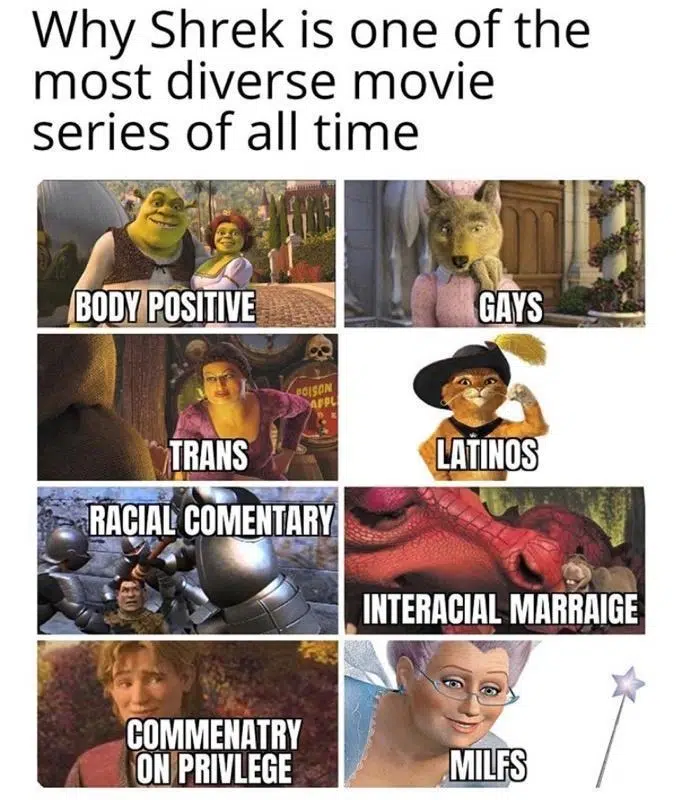 Why Shrek is one of the
most diverse movie
series of all time
BODY POSITIVE
GAYS
POISON
APPL
TRANS
LATINOS
RACIAL COMENTARY
INTERACIAL MARRAIGE
COMMENATRY
ON PRIVLEGE
MILFS